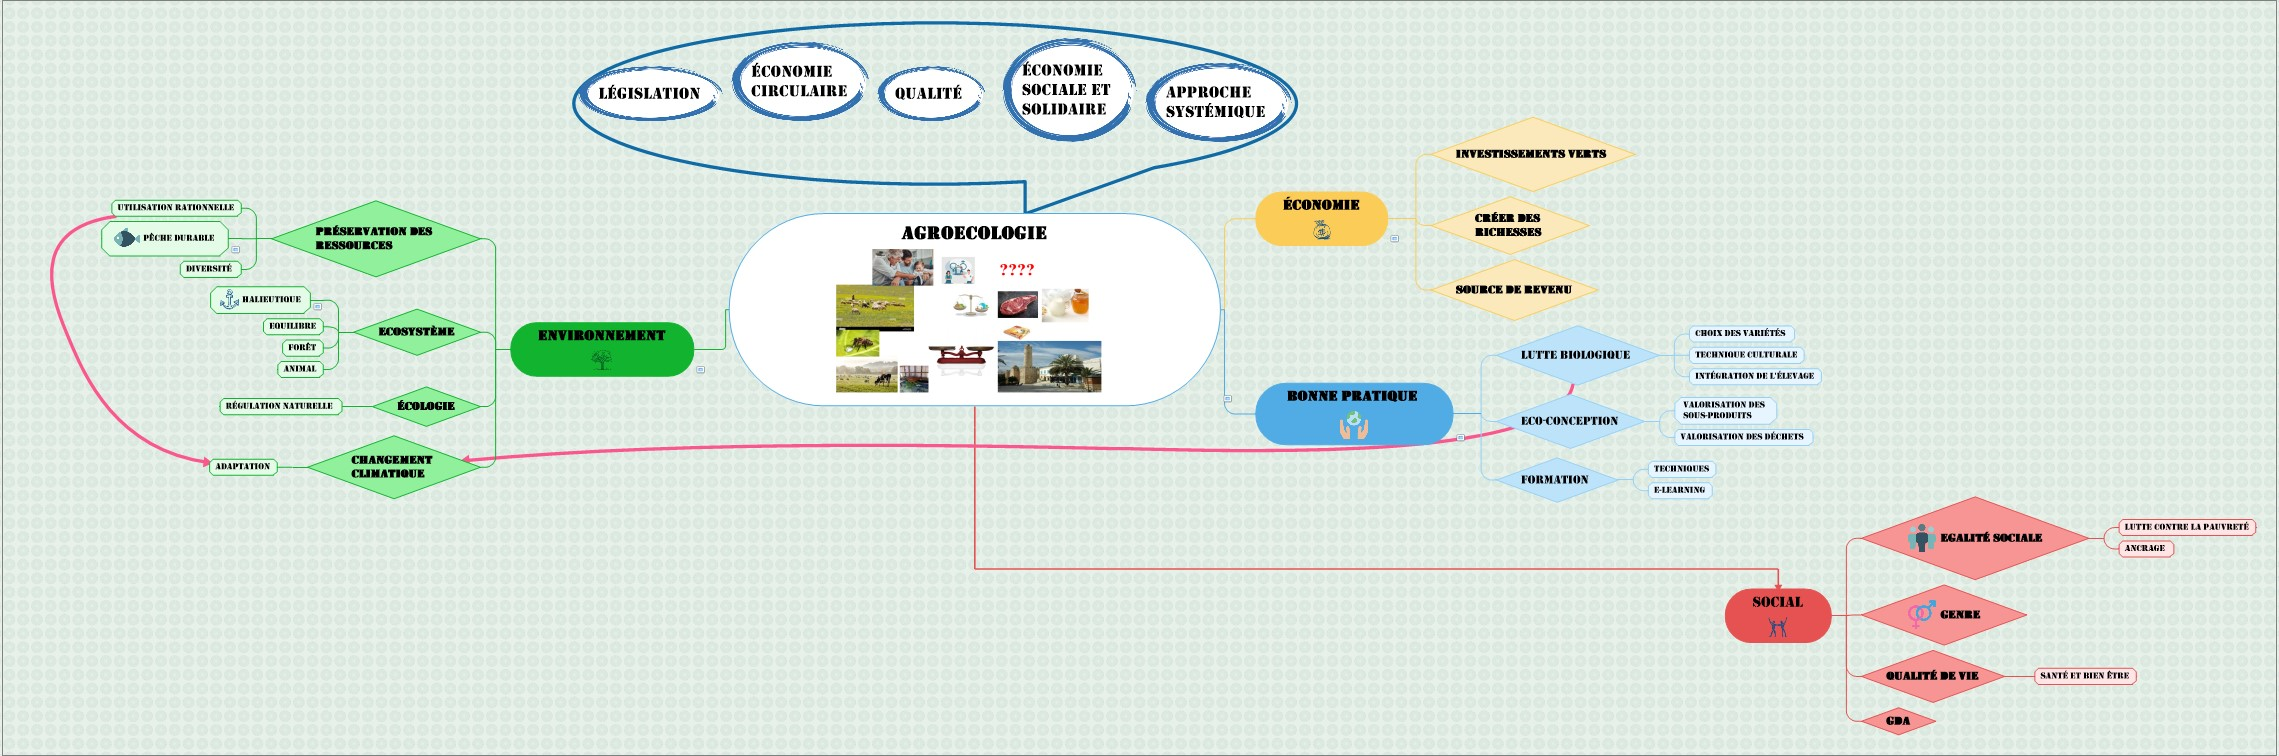 LÉGISLATION
ÉCONOMIE
CIRCULAIRE
QUALITÉ
ÉCONOMIE
SOCIALE ET
SOLIDAIRE
APPROCHE
SYSTÉMIQUE
AGROECOLOGIE
????
ENVIRONNEMENT
PRÉSERVATION DES
RESSOURCES
UTILISATION RATIONNELLE
PÊCHE DURABLE
DIVERSITÉ
ECOSYSTÈME
HALIEUTIQUE
EQUILIBRE
FORÊT
ANIMAL
ÉCOLOGIE
RÉGULATION NATURELLE
CHANGEMENT
CLIMATIQUE
ADAPTATION
ÉCONOMIE
INVESTISSEMENTS VERTS
CRÉER DES
RICHESSES
SOURCE DE REVENU
BONNE PRATIQUE
LUTTE BIOLOGIQUE
CHOIX DES VARIÉTÉS
TECHNIQUE CULTURALE
INTÉGRATION DE L'ÉLEVAGE
ECO-CONCEPTION
VALORISATION DES
SOUS-PRODUITS
VALORISATION DES DÉCHETS
FORMATION
TECHNIQUES
E-LEARNING
SOCIAL
EGALITÉ SOCIALE
LUTTE CONTRE LA PAUVRETÉ
ANCRAGE
GENRE
QUALITÉ DE VIE
SANTÉ ET BIEN ÊTRE
GDA